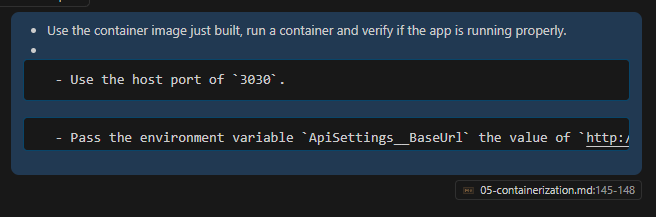 Use the container image just built, run a container and verify if the app is running properly.
- Use the host port of `3030`.
- Pass the environment variable `ApiSettings__BaseUrl` the value of `http:/
05-containerization.md:145-148